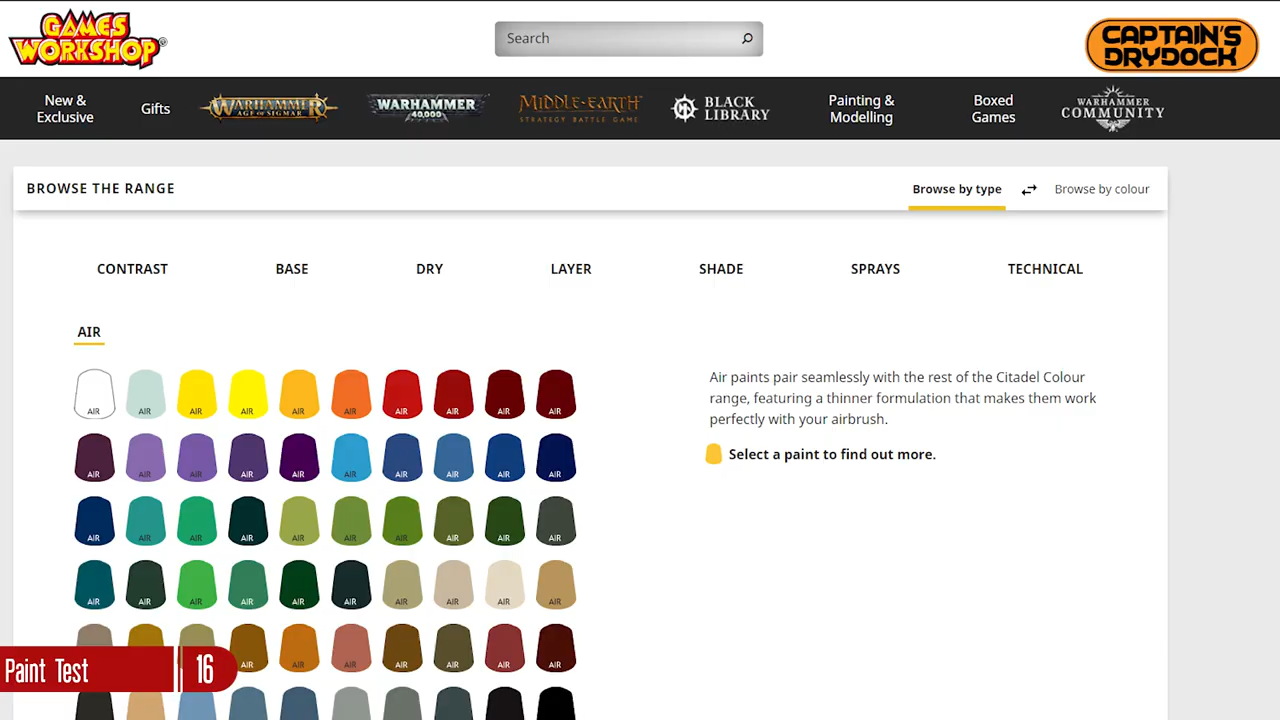 GAMES
WORKSHOP
Search
CAPTAIN'S
DRYDOCK
New &
Exclusive
Gifts
WARHAMMER
AGE OF SIGMAR
WARHAMMER
40,000
MIDDLE-EARTH
STRATEGY BATTLE GAME
BLACK
LIBRARY
Painting &
Modelling
Boxed
Games
WARHAMMER
COMMUNITY
BROWSE THE RANGE
Browse by type
Browse by colour
CONTRAST BASE DRY LAYER SHADE SPRAYS TECHNICAL
AIR
AIR AIR AIR AIR AIR AIR AIR AIR AIR AIR
Air paints pair seamlessly with the rest of the Citadel Colour
range, featuring a thinner formulation that makes them work
perfectly with your airbrush.
Select a paint to find out more.
AIR AIR AIR AIR AIR AIR AIR AIR AIR AIR
AIR AIR AIR AIR AIR AIR AIR AIR AIR AIR
AIR AIR AIR AIR AIR AIR AIR AIR AIR AIR
AIR AIR AIR AIR AIR AIR AIR
Paint Test 16